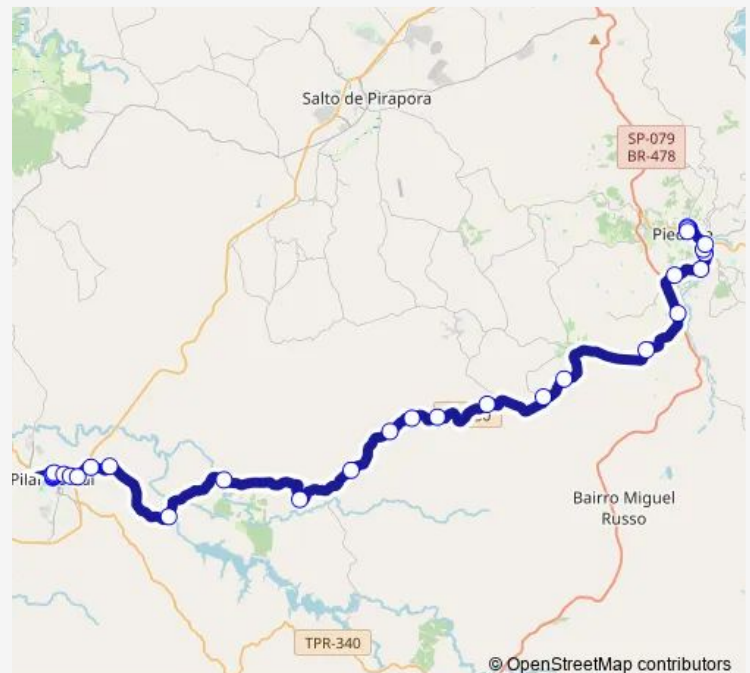 Salto de Pirapora
SP-079
BR-478
Bairro Miguel
Russo
TPR-340
© OpenStreetMap contributors